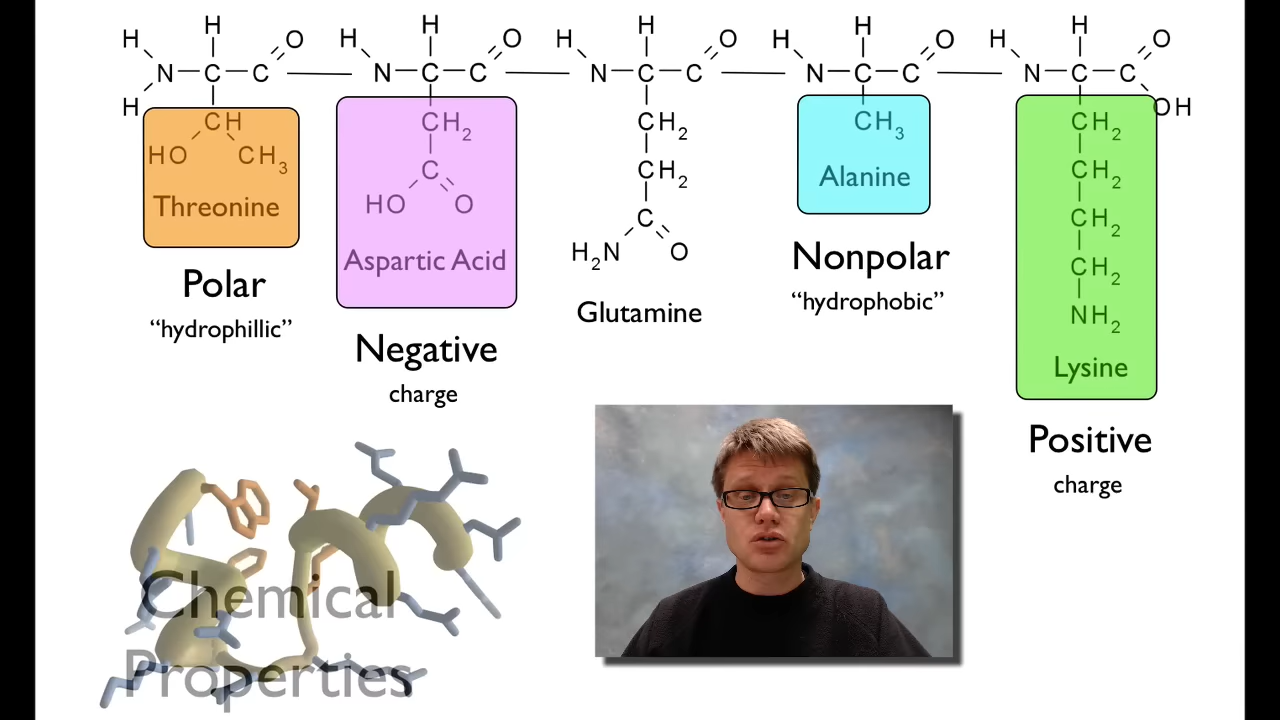 H H H O H H O H H O H H O H H O
N C C N C C N C C N C C N C C
H OH
CH CH2 CH2 CH3 CH2
HO CH3 C CH2 CH2
Threonine HO O C Alanine CH2
Polar Aspartic Acid H2N O Nonpolar CH2
“hydrophillic” Glutamine “hydrophobic” NH2
Negative Lysine
charge Positive
charge
Chemical
Properties